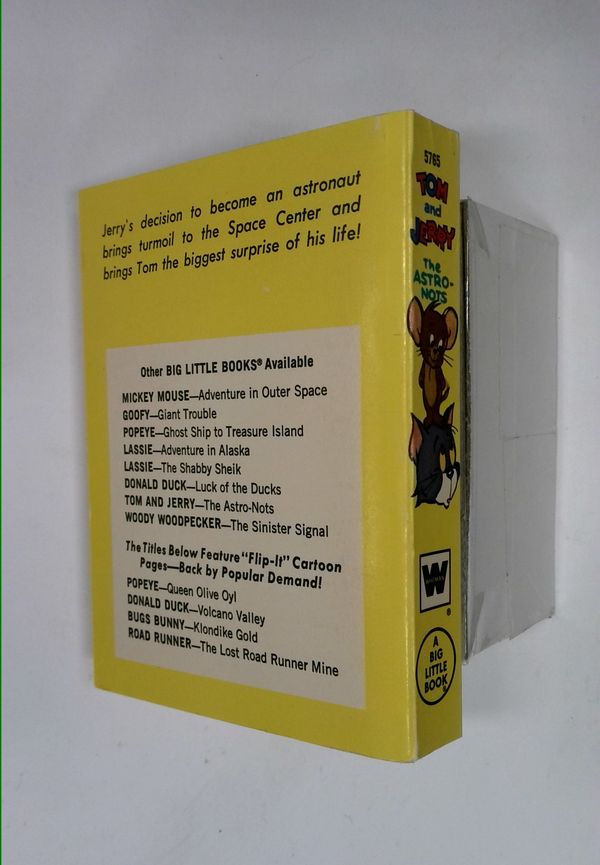 Jerry's decision to become an astronaut
brings turmoil to the Space Center and
brings Tom the biggest surprise of his life!
Other BIG LITTLE BOOKS® Available
MICKEY MOUSE—Adventure in Outer Space
GOOFY—Giant Trouble
POPEYE—Ghost Ship to Treasure Island
LASSIE—Adventure in Alaska
LASSIE—The Shabby Sheik
DONALD DUCK—Luck of the Ducks
TOM AND JERRY—The Astro-Nots
WOODY WOODPECKER—The Sinister Signal
The Titles Below Feature "Flip-It" Cartoon
Pages—Back by Popular Demand!
POPEYE—Queen Olive Oyl
DONALD DUCK—Volcano Valley
BUGS BUNNY—Klondike Gold
ROAD RUNNER—The Lost Road Runner Mine
5765
TOM
and
JERRY
The
ASTRO-
NOTS
W
WHITMAN
®
A
BIG
LITTLE
BOOK®